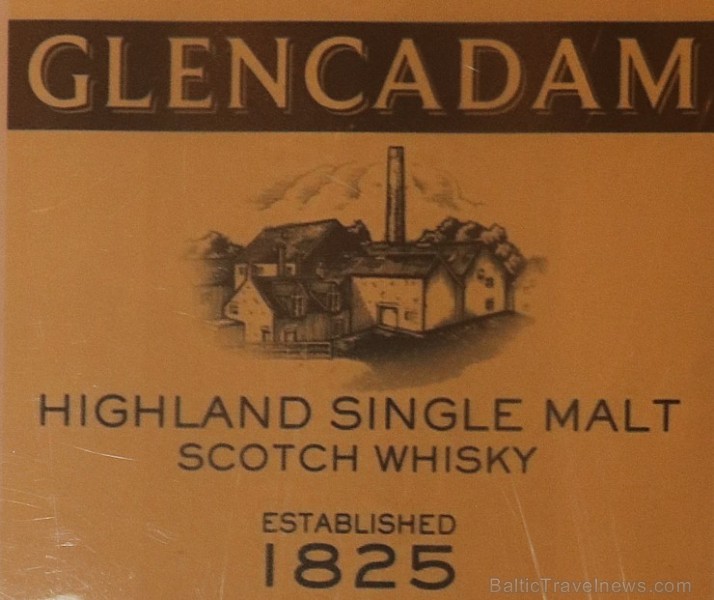 GLENCADAM
HIGHLAND SINGLE MALT
SCOTCH WHISKY
ESTABLISHED
1825
BalticTravelnews.com